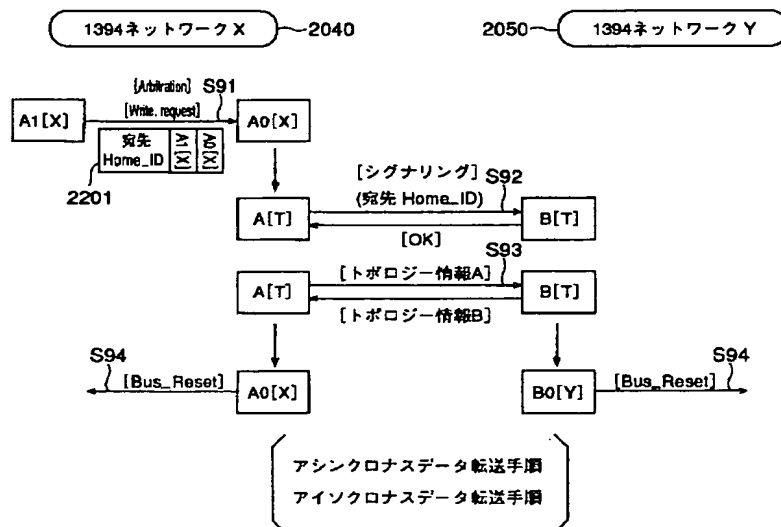 1394ネットワーク X
2040
2050
1394ネットワーク Y
[Arbitration]
S91
[Write. request]
A1[X]
A0[X]
宛先
Home_ID
A1[X]
A0[X]
2201
[シグナリング]
S92
(宛先 Home_ID)
A[T]
B[T]
[OK]
S93
[トポロジー情報A]
A[T]
B[T]
[トポロジー情報B]
S94
[Bus_Reset]
A0[X]
B0[Y]
[Bus_Reset]
S94
アシンクロナスデータ転送手順
アイソクロナスデータ転送手順